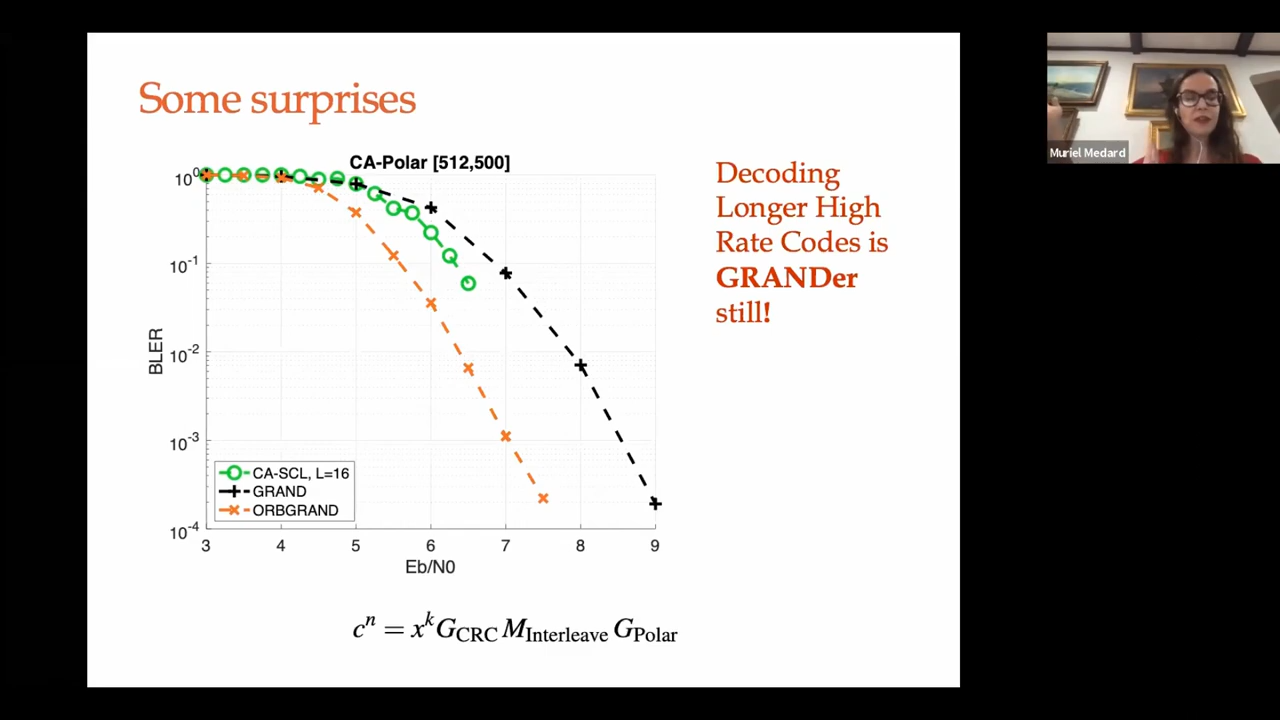 Some surprises
CA-Polar [512,500]
10^0
10^-1
10^-2
10^-3
10^-4
BLER
CA-SCL, L=16
GRAND
ORBGRAND
3 4 5 6 7 8 9
Eb/N0
c^n = x^k G_CRC M_Interleave G_Polar
Decoding
Longer High
Rate Codes is
GRANDer
still!
Muriel Medard